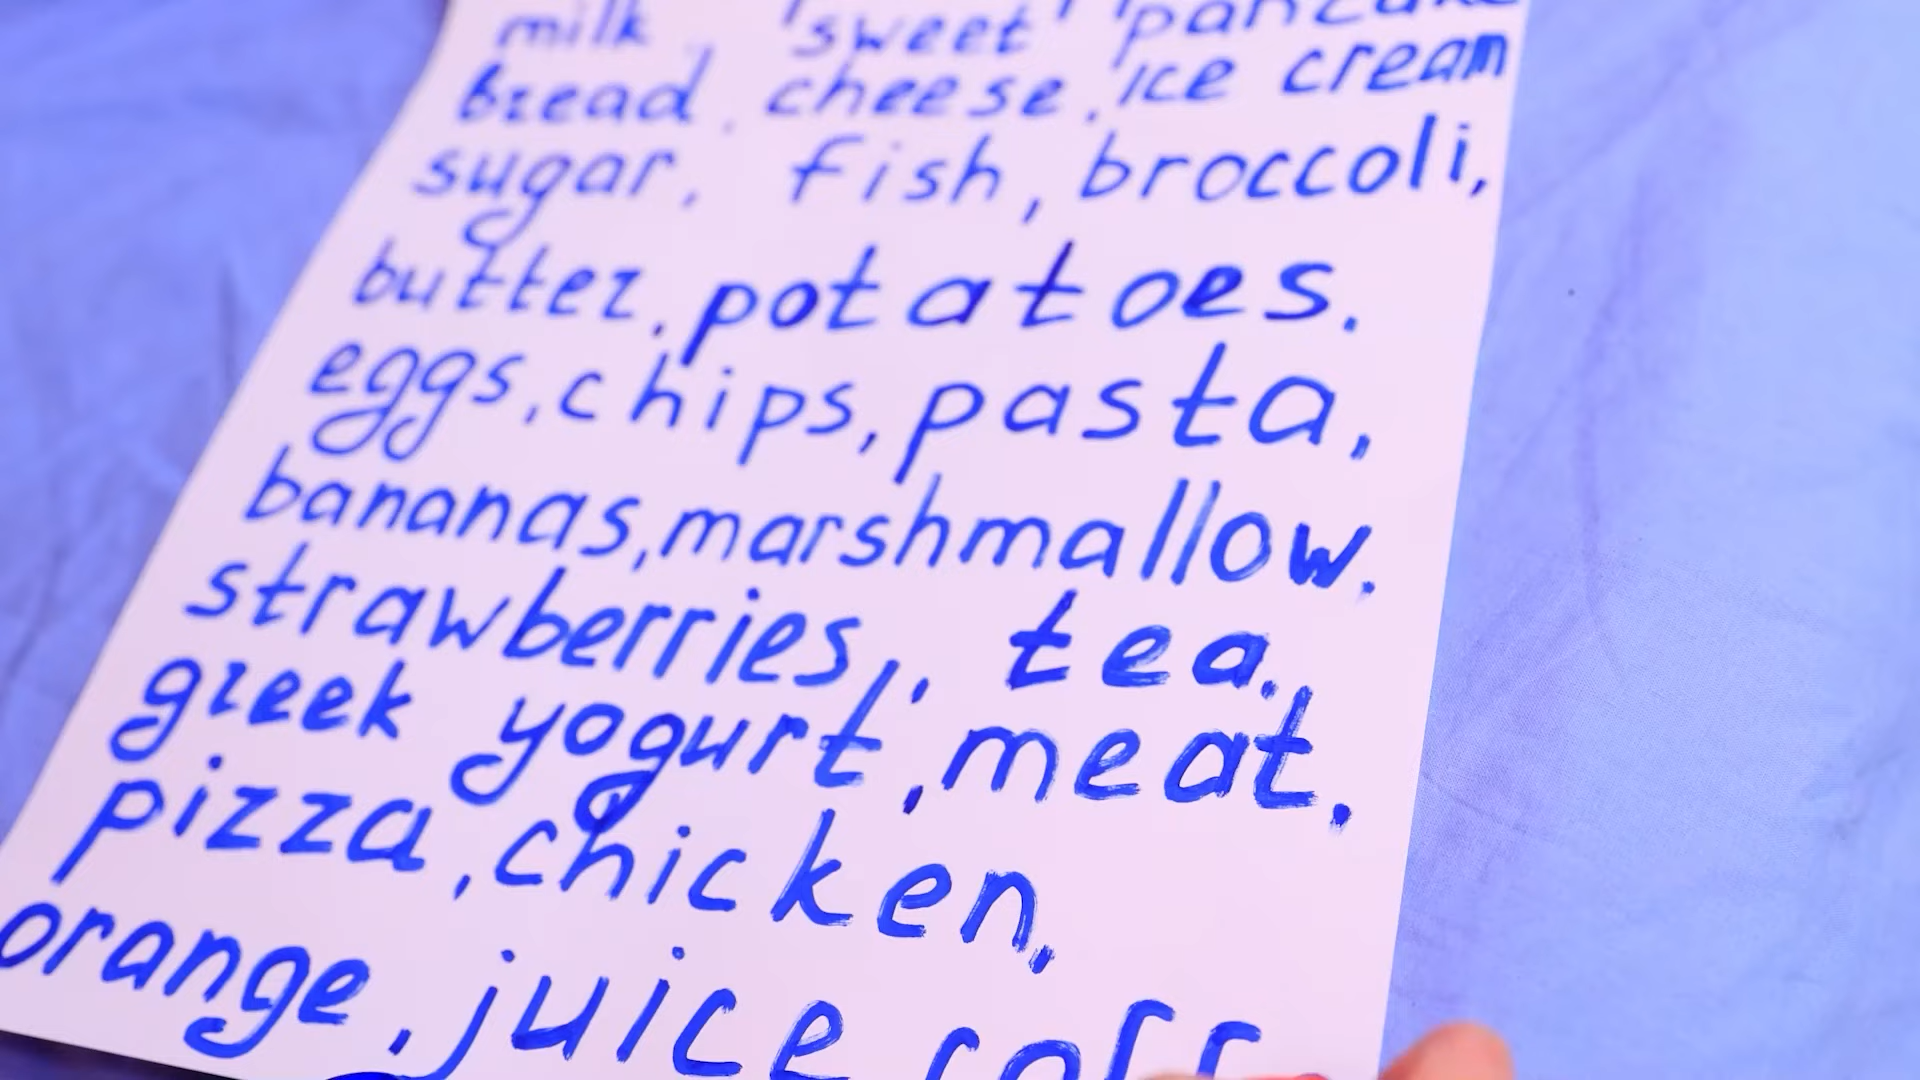 milk, sweet
bread, cheese, ice cream
sugar, fish, broccoli,
butter, potatoes.
eggs, chips, pasta,
bananas, marshmallow.
strawberries, , tea.,
greek yogurt, meat.
pizza, chicken,
orange, juice